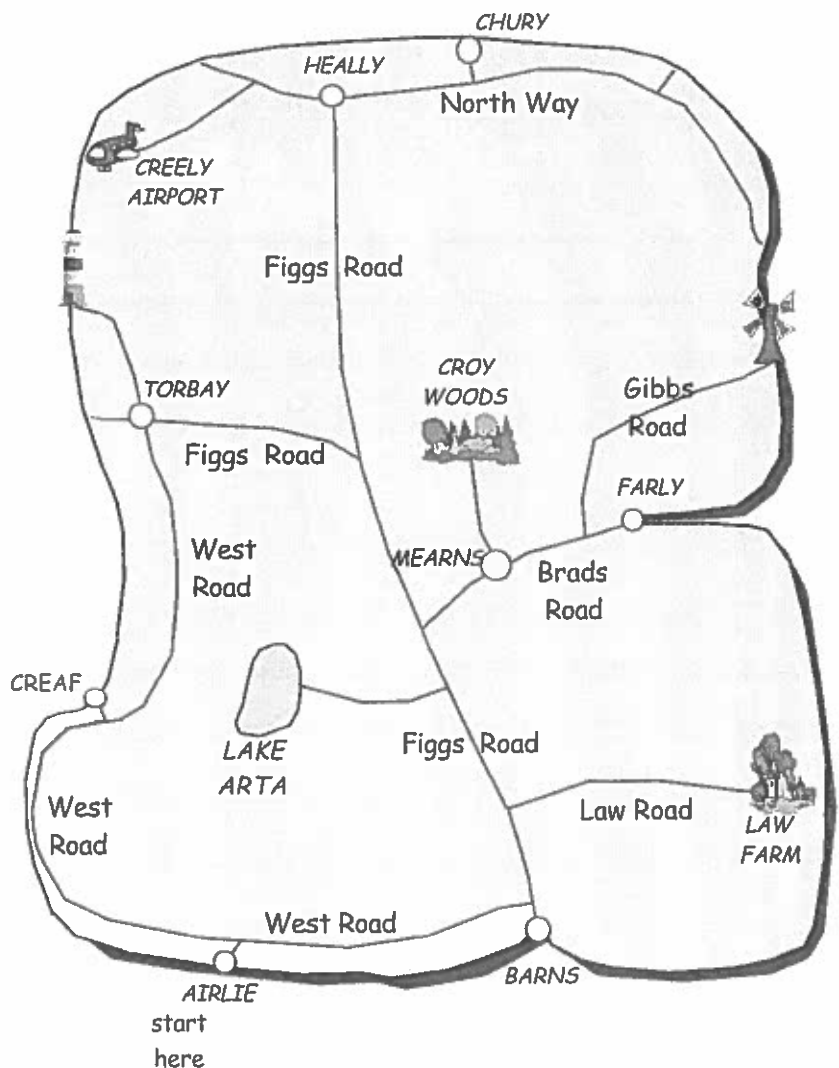 CHURY
HEALLY
North Way
CREELY
AIRPORT
Figgs Road
CROY
WOODS
TORBAY
Gibbs
Road
Figgs Road
FARLY
West
Road
MEARNS
Brads
Road
CREAF
LAKE
ARTA
Figgs Road
West
Road
Law Road
LAW
FARM
West Road
BARNS
AIRLIE
start
here